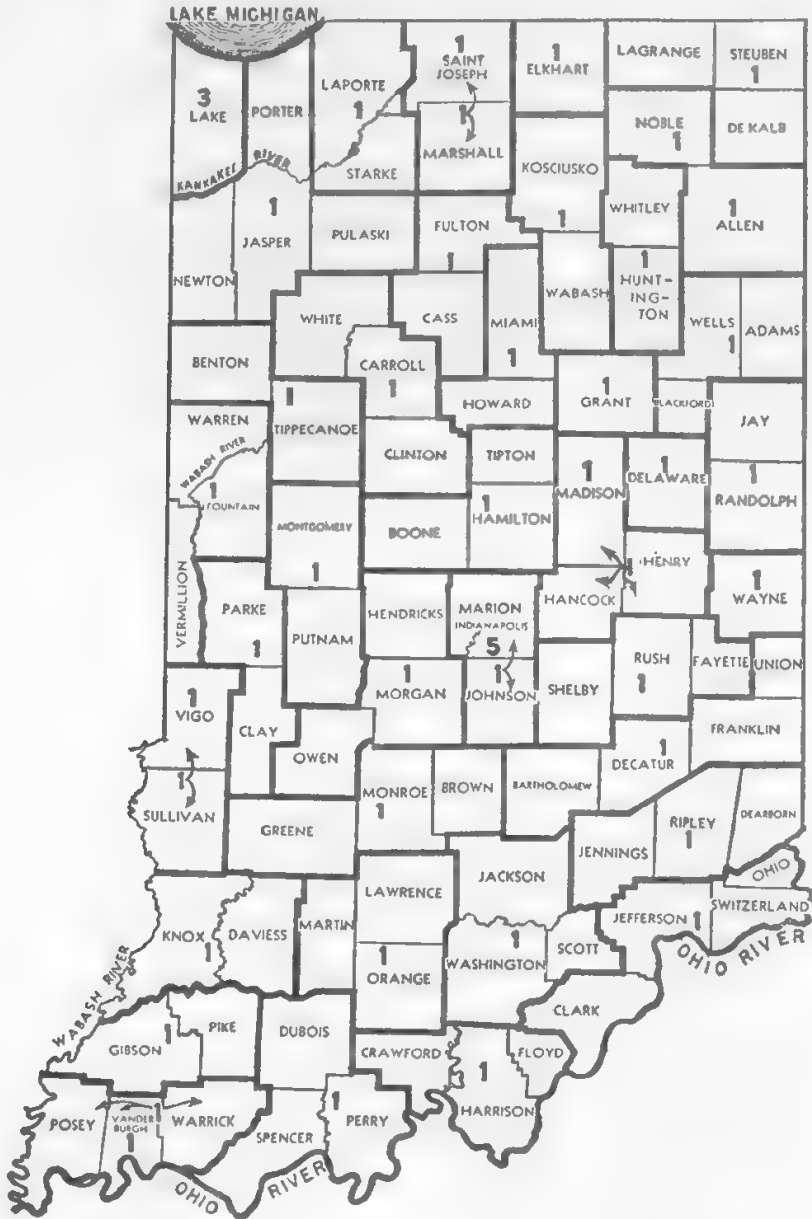 LAKE MICHIGAN
1
SAINT
JOSEPH
1
ELKHART
LAGRANGE
STEUBEN
1
3
LAKE
PORTER
LAPORTE
1
1
MARSHALL
NOBLE
1
DE KALB
KANKAKEE RIVER
STARKE
KOSCIUSKO
1
WHITLEY
1
ALLEN
1
JASPER
PULASKI
FULTON
1
NEWTON
WABASH
1
HUNT-
ING-
TON
WHITE
CASS
MIAMI
1
WELLS
1
ADAMS
BENTON
CARROLL
1
HOWARD
1
GRANT
BLACKFORD
JAY
WARREN
1
TIPPECANOE
CLINTON
TIPTON
1
MADISON
1
DELAWARE
1
RANDOLPH
WABASH RIVER
1
FOUNTAIN
MONTGOMERY
1
BOONE
1
HAMILTON
1
HENRY
VERMILLION
PARKE
1
PUTNAM
HENDRICKS
MARION
INDIANAPOLIS
5
HANCOCK
1
WAYNE
1
VIGO
1
MORGAN
1
JOHNSON
SHELBY
RUSH
1
FAYETTE
UNION
CLAY
OWEN
FRANKLIN
1
SULLIVAN
MONROE
1
BROWN
BARTHOLOMEW
1
DECATUR
GREENE
RIPLEY
1
DEARBORN
JENNINGS
OHIO
LAWRENCE
JACKSON
SWITZERLAND
KNOX
1
DAVIESS
MARTIN
1
ORANGE
1
WASHINGTON
SCOTT
JEFFERSON
1
OHIO RIVER
WABASH RIVER
CLARK
GIBSON
1
PIKE
DUBOIS
CRAWFORD
FLOYD
1
HARRISON
POSEY
1
VANDER
BURGH
1
WARRICK
SPENCER
1
PERRY
OHIO RIVER